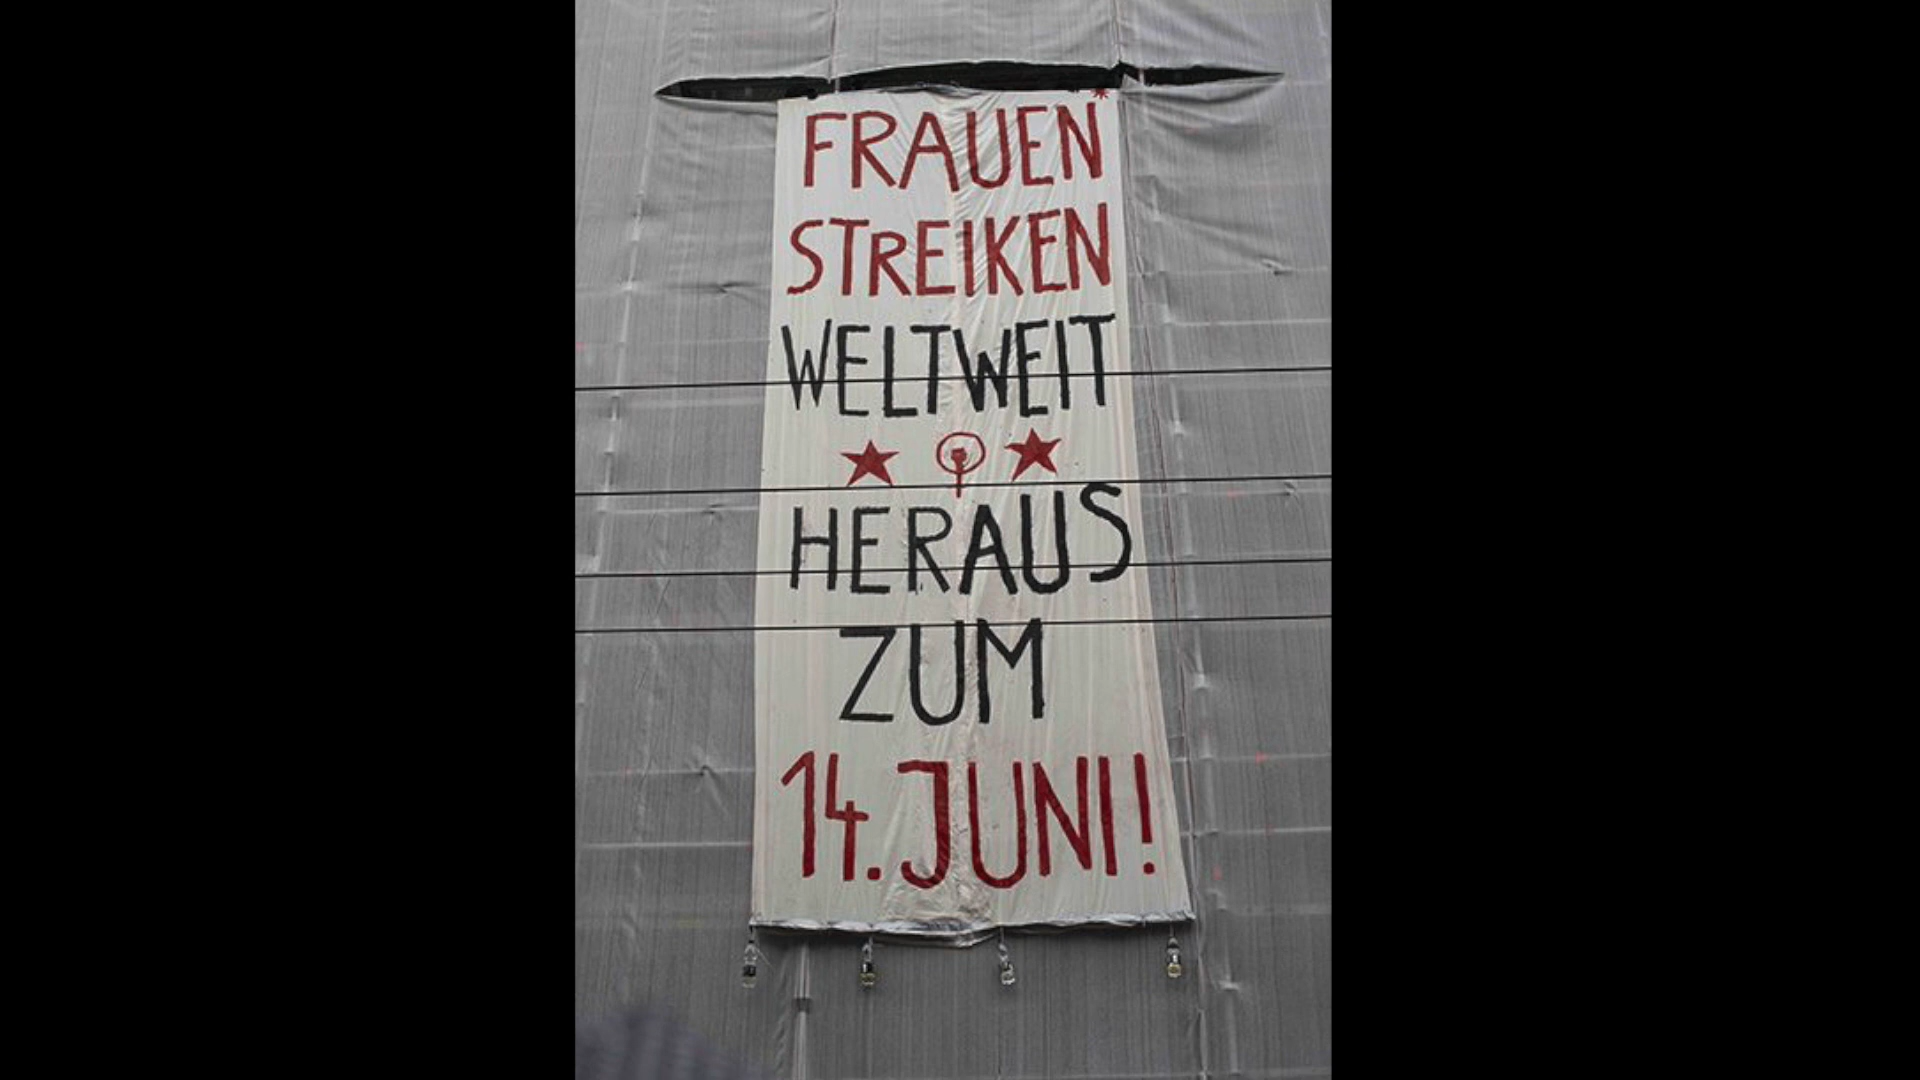 FRAUEN*
STREIKEN
WELTWEIT
HERAUS
ZUM
14. JUNI!